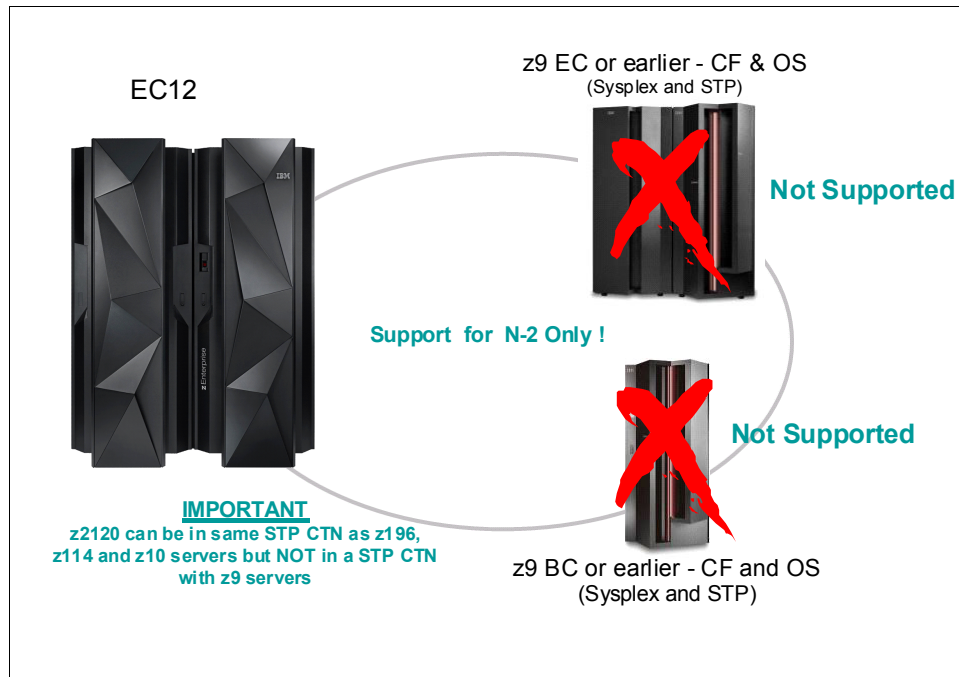 z9 EC or earlier - CF & OS
(Sysplex and STP)
EC12
IBM
Not Supported
Support for N-2 Only !
zEnterprise
Not Supported
IMPORTANT
z2120 can be in same STP CTN as z196,
z114 and z10 servers but NOT in a STP CTN
with z9 servers
z9 BC or earlier - CF and OS
(Sysplex and STP)